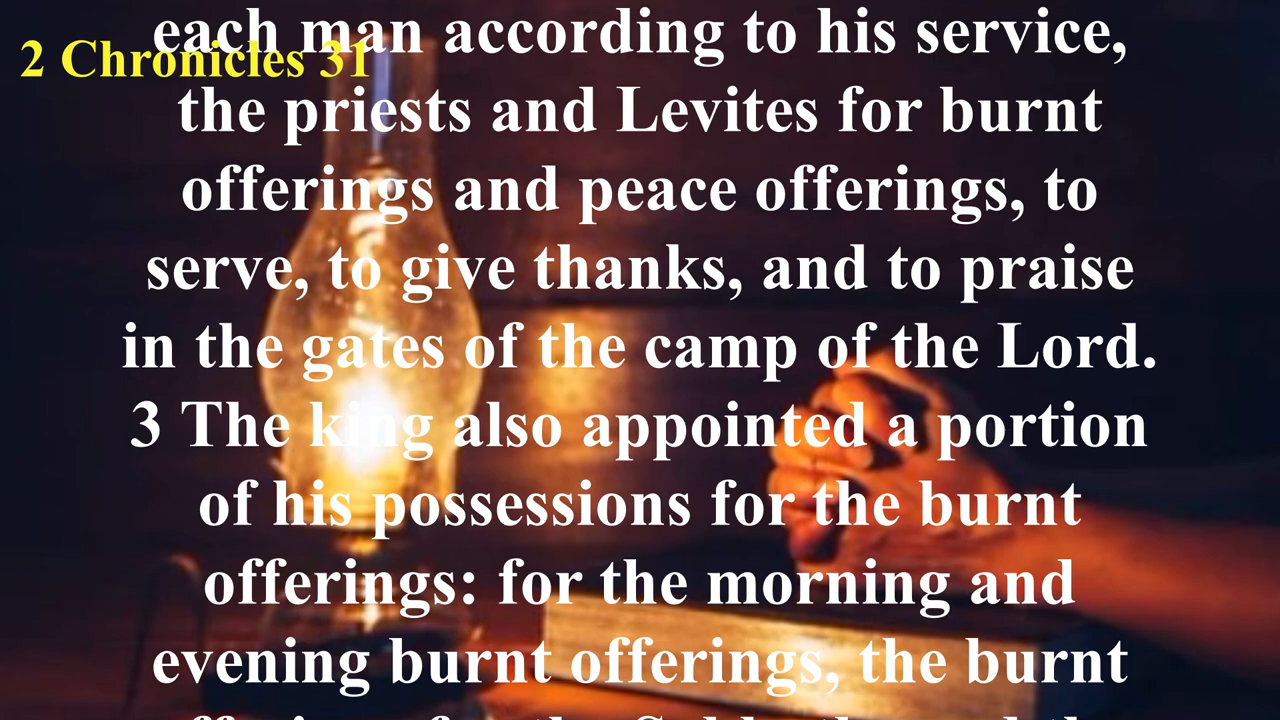 2 Chronicles 31
each man according to his service,
the priests and Levites for burnt
offerings and peace offerings, to
serve, to give thanks, and to praise
in the gates of the camp of the Lord.
3 The king also appointed a portion
of his possessions for the burnt
offerings: for the morning and
evening burnt offerings, the burnt